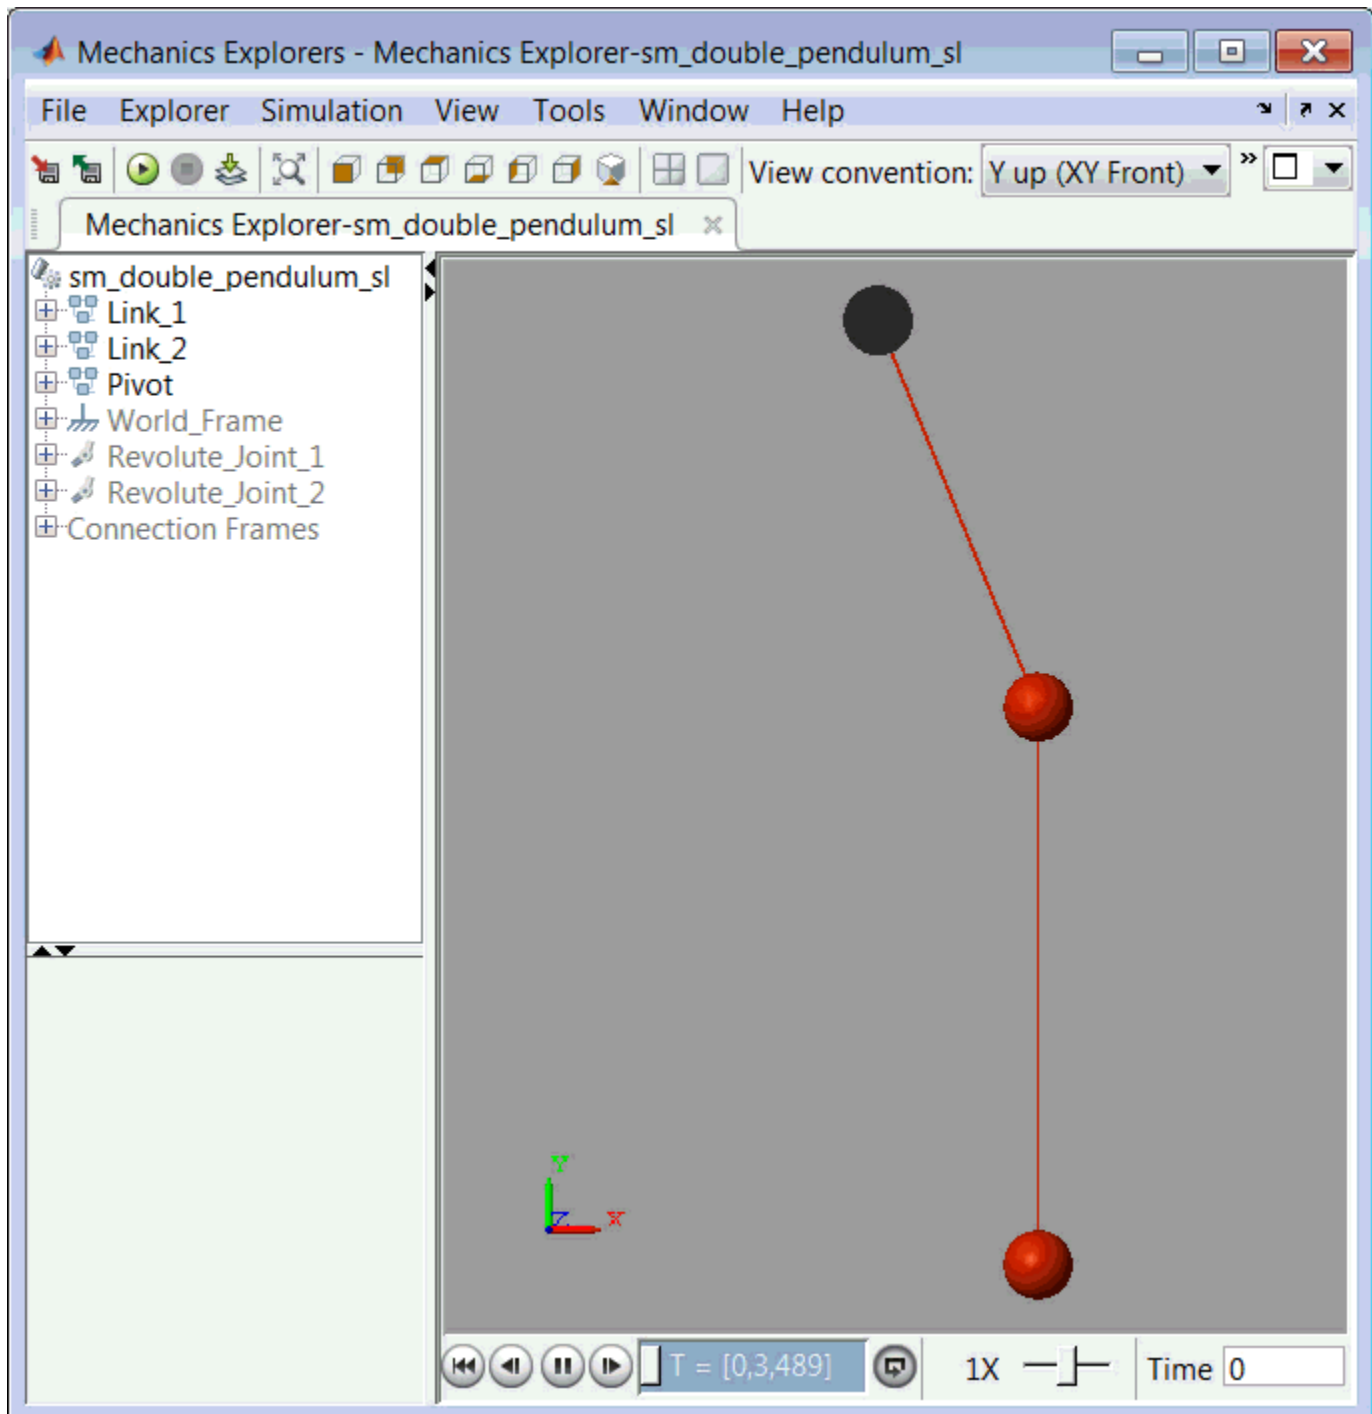 Mechanics Explorers - Mechanics Explorer-sm_double_pendulum_sl
File Explorer Simulation View Tools Window Help
View convention: Y up (XY Front)
Mechanics Explorer-sm_double_pendulum_sl
sm_double_pendulum_sl
Link_1
Link_2
Pivot
World_Frame
Revolute_Joint_1
Revolute_Joint_2
Connection Frames
Y
Z
X
T = [0,3,489]
1X
Time 0